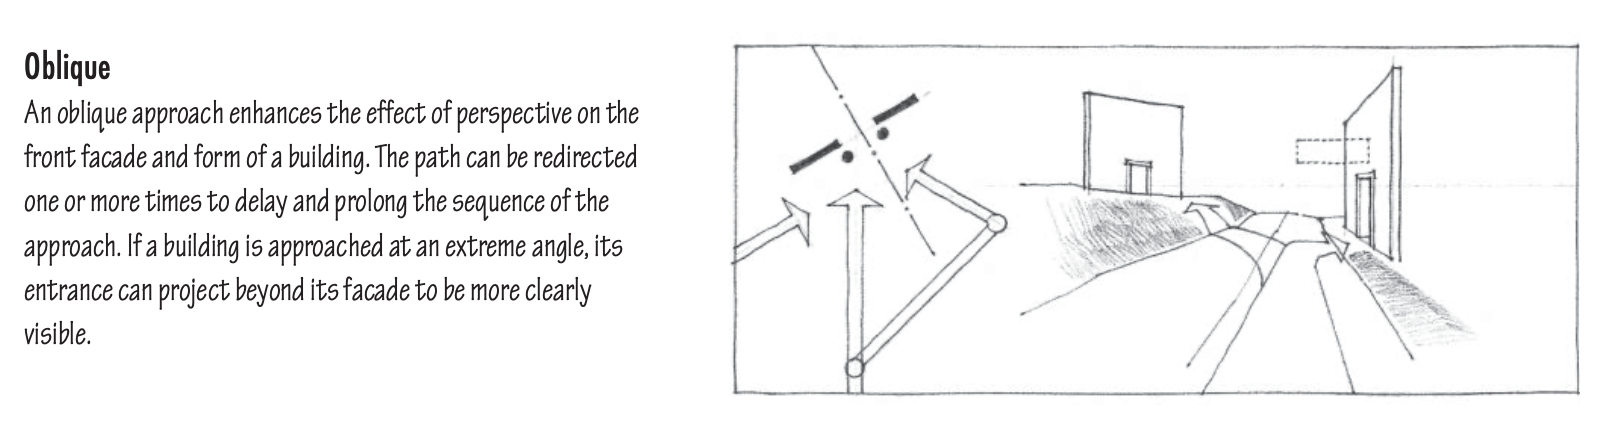 Oblique
An oblique approach enhances the effect of perspective on the
front facade and form of a building. The path can be redirected
one or more times to delay and prolong the sequence of the
approach. If a building is approached at an extreme angle, its
entrance can project beyond its facade to be more clearly
visible.